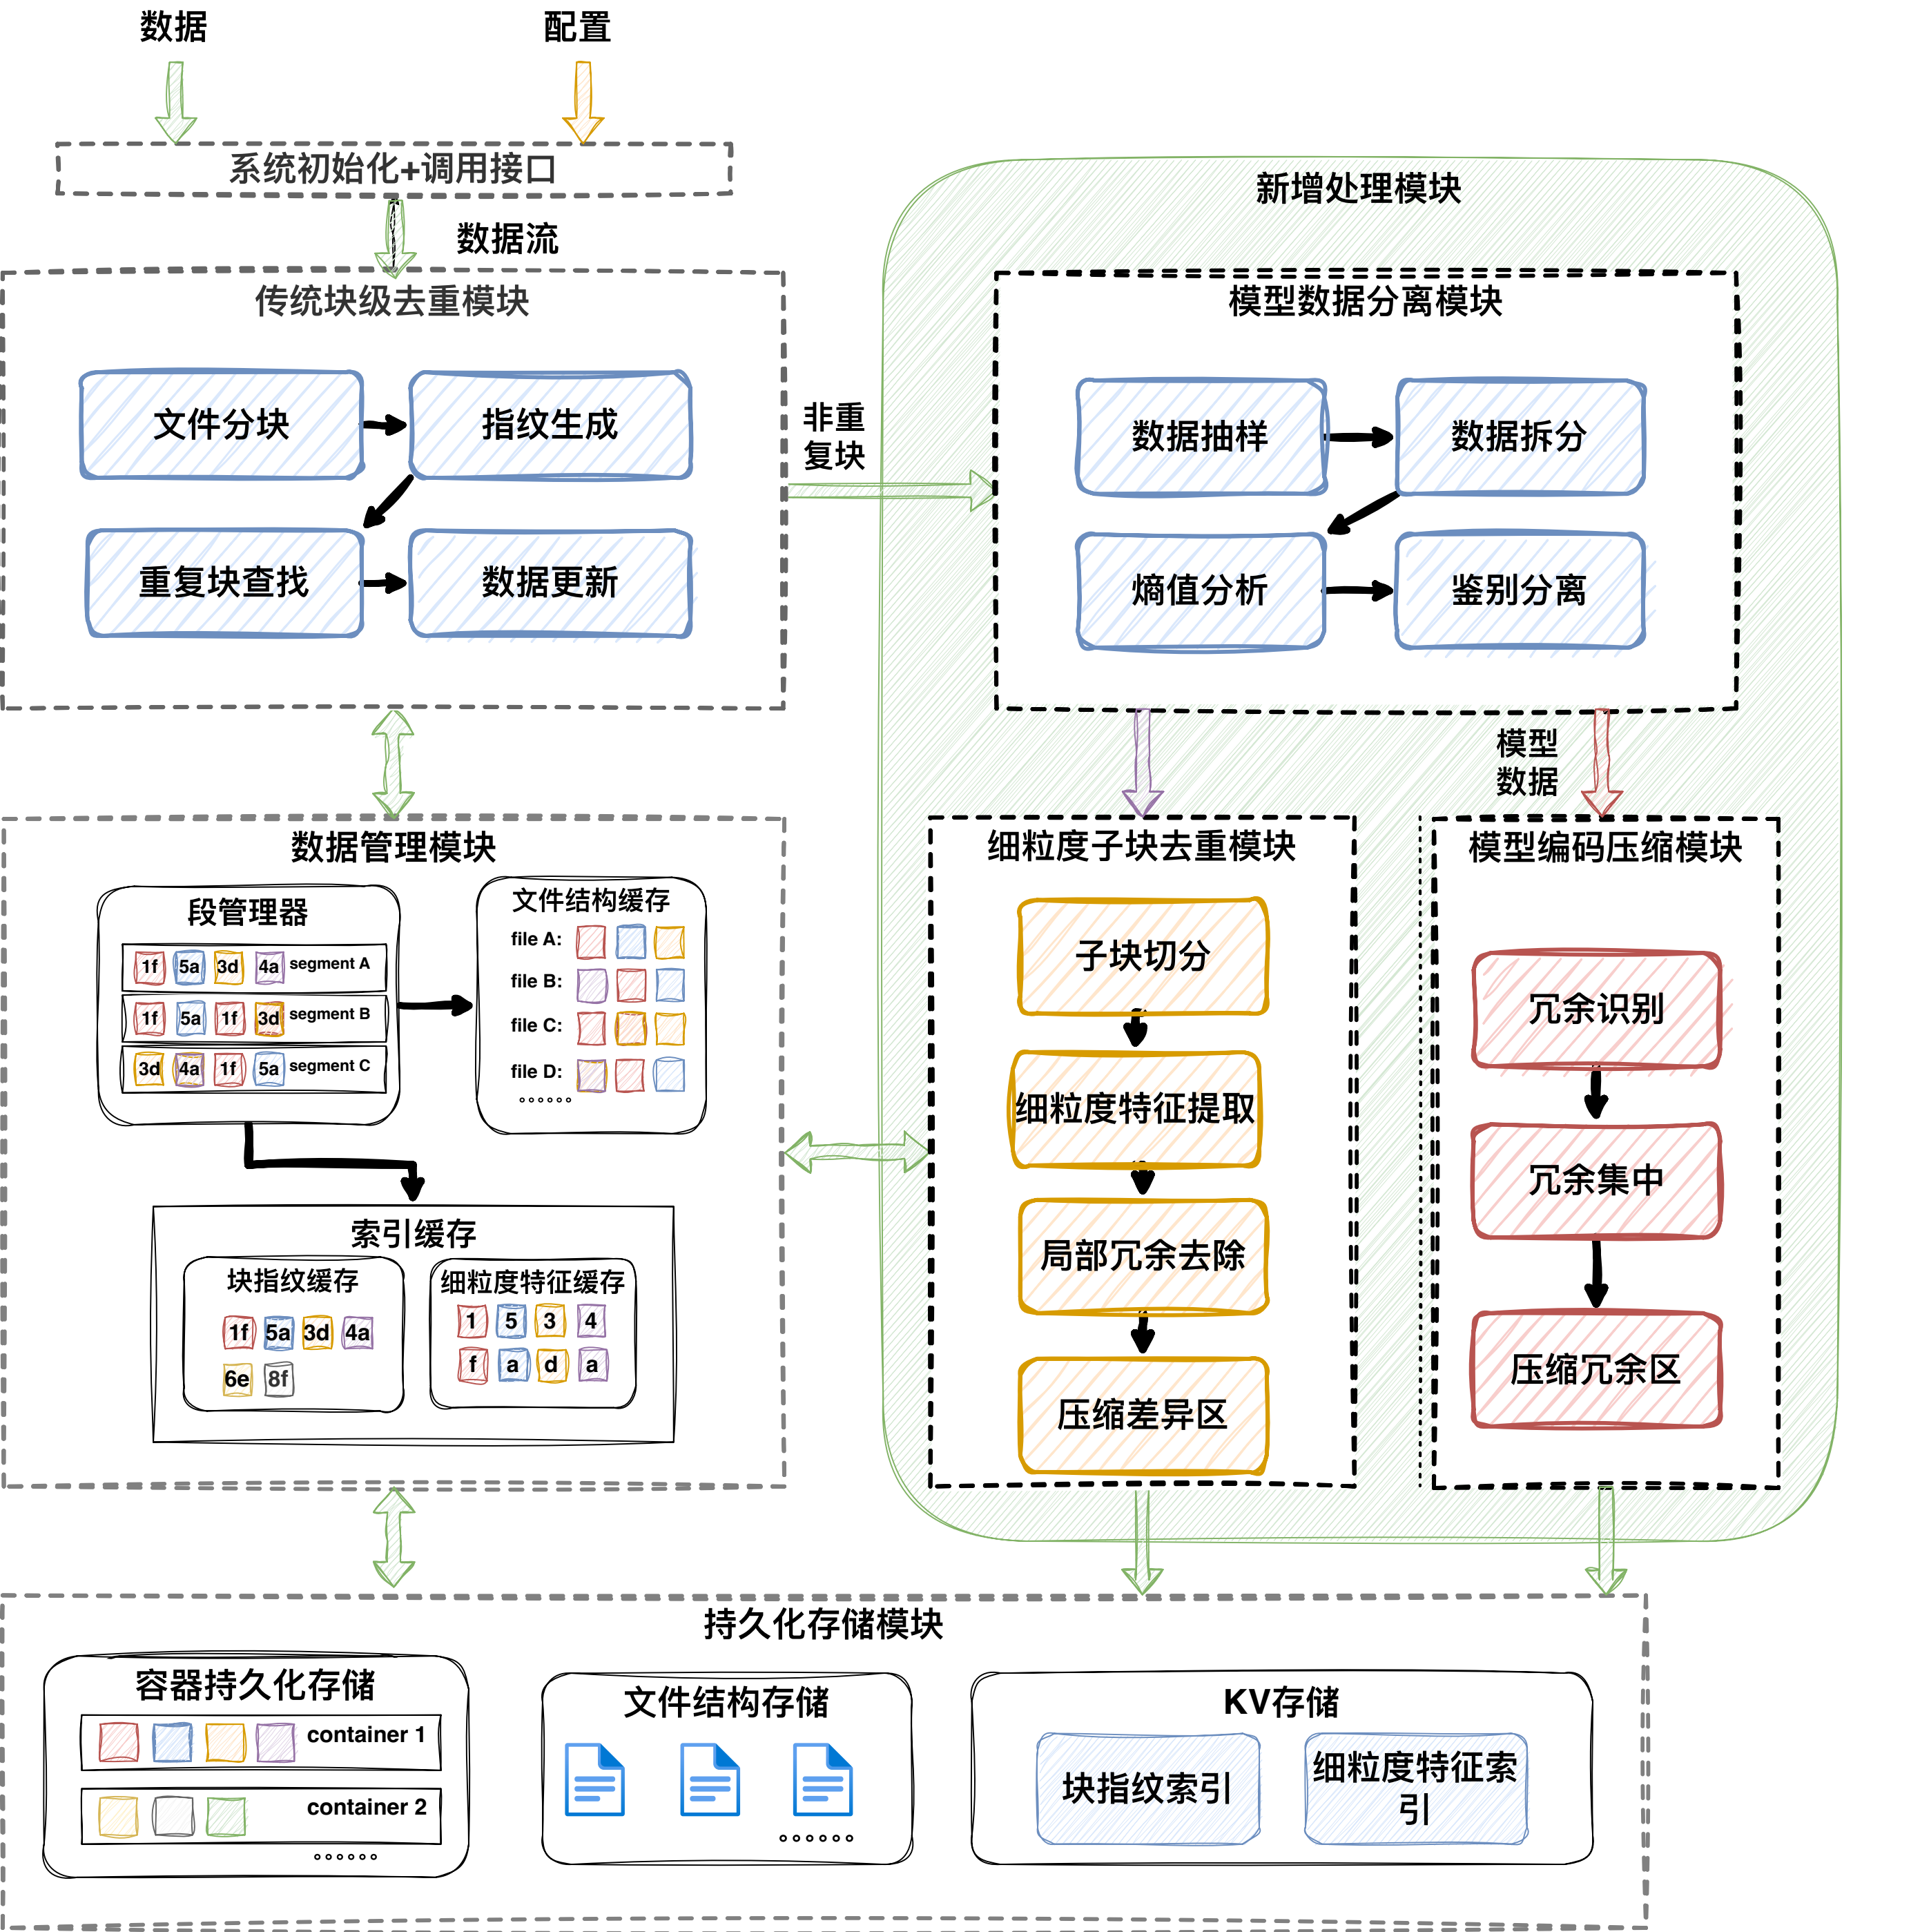 数据
配置
系统初始化+调用接口
数据流
传统块级去重模块
文件分块
指纹生成
重复块查找
数据更新
非重
复块
新增处理模块
模型数据分离模块
数据抽样
数据拆分
熵值分析
鉴别分离
模型
数据
数据管理模块
段管理器
1f 5a 3d 4a segment A
1f 5a 1f 3d segment B
3d 4a 1f 5a segment C
文件结构缓存
file A:
file B:
file C:
file D:
索引缓存
块指纹缓存
1f 5a 3d 4a
6e 8f
细粒度特征缓存
1 5 3 4
f a d a
细粒度子块去重模块
子块切分
细粒度特征提取
局部冗余去除
压缩差异区
模型编码压缩模块
冗余识别
冗余集中
压缩冗余区
持久化存储模块
容器持久化存储
container 1
container 2
文件结构存储
KV存储
块指纹索引
细粒度特征索
引